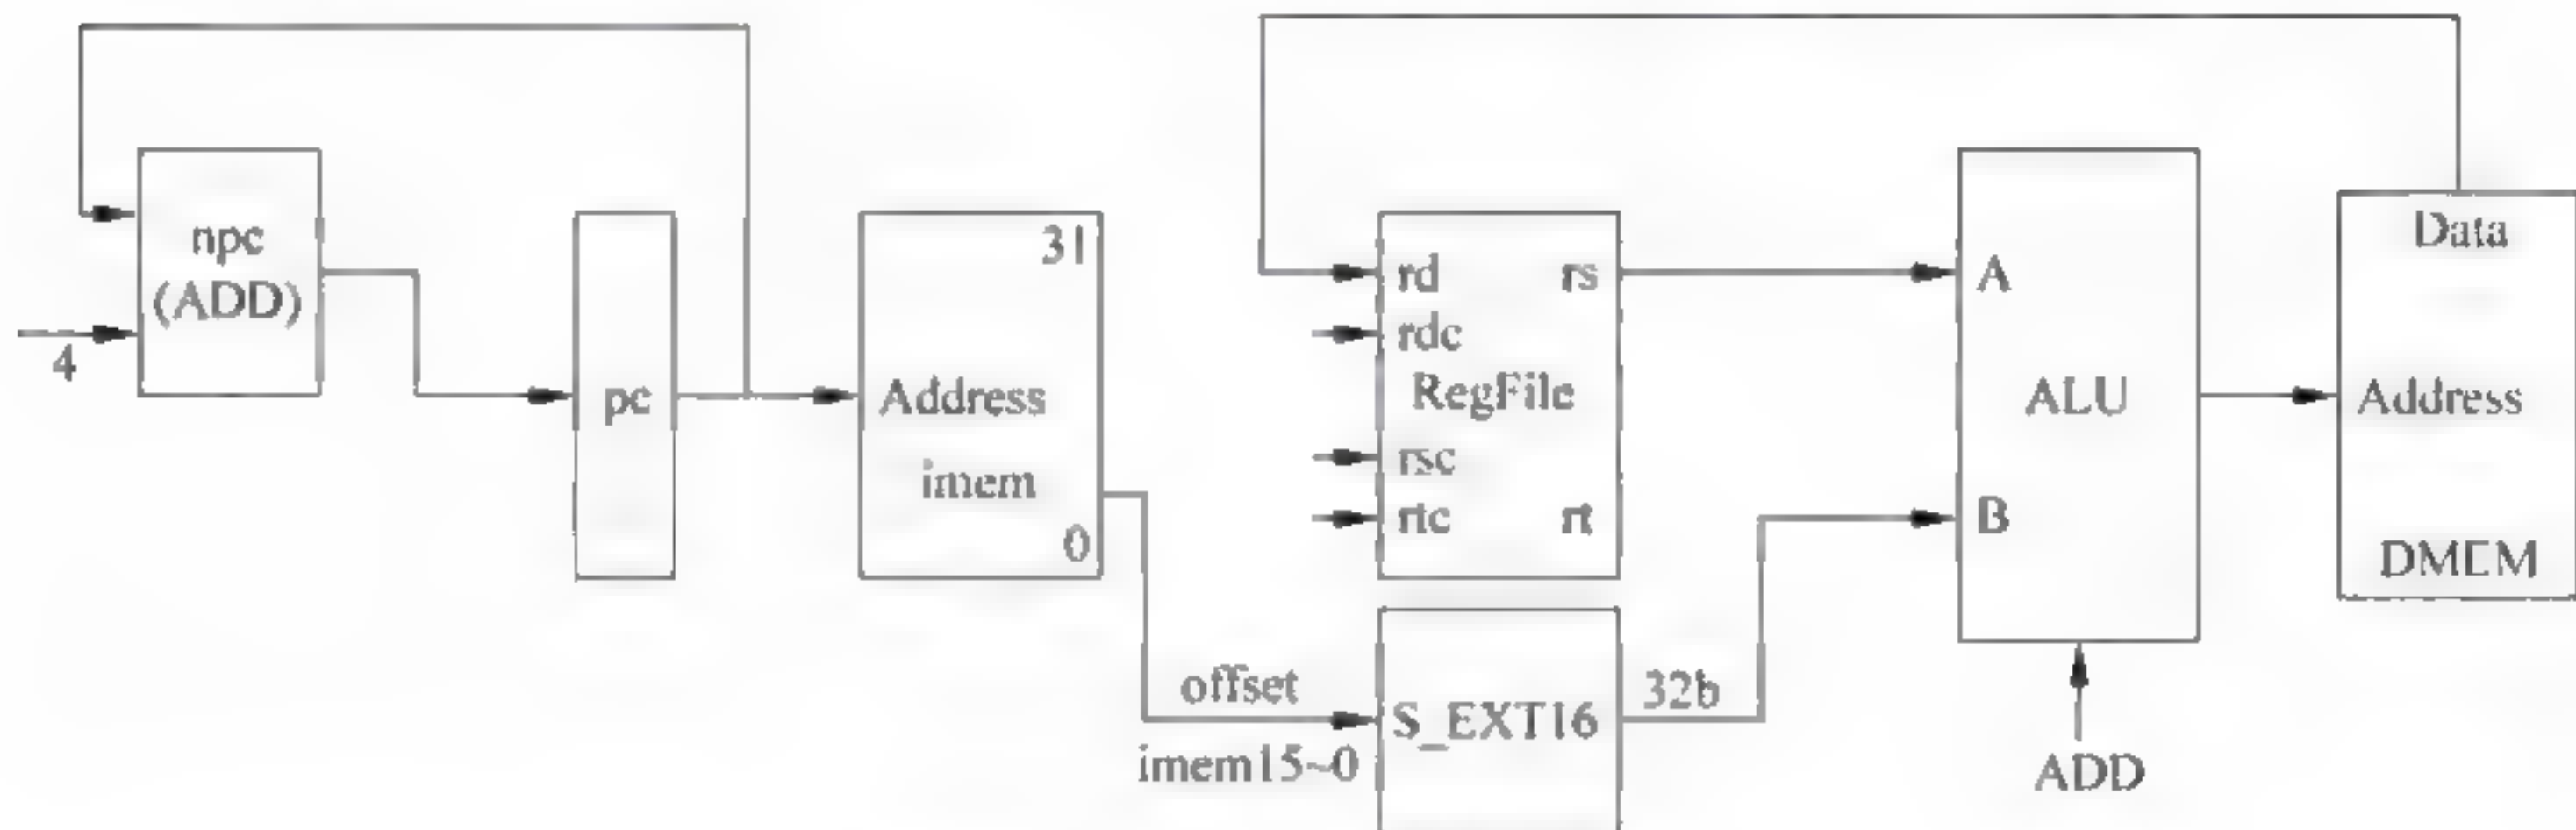 npc
(ADD)
4
pc
31
Address
imem
0
rd
rs
rdc
RegFile
rsc
rtc
rt
offset
imem15~0
S_EXT16
32b
A
ALU
B
ADD
Data
Address
DMEM